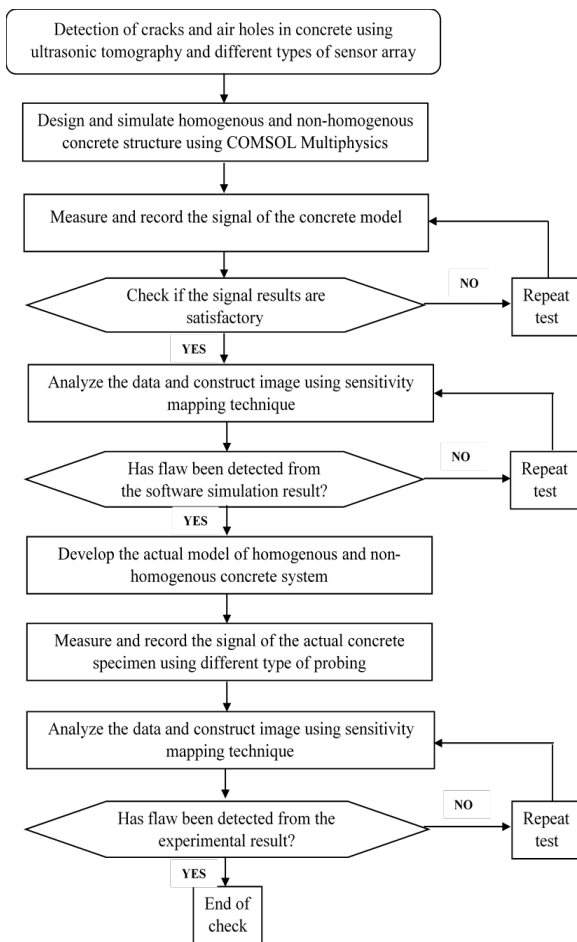 Detection of cracks and air holes in concrete using
ultrasonic tomography and different types of sensor array
Design and simulate homogenous and non-homogenous
concrete structure using COMSOL Multiphysics
Measure and record the signal of the concrete model
Check if the signal results are
satisfactory
NO
Repeat
test
YES
Analyze the data and construct image using sensitivity
mapping technique
Has flaw been detected from
the software simulation result?
NO
Repeat
test
YES
Develop the actual model of homogenous and non-
homogenous concrete system
Measure and record the signal of the actual concrete
specimen using different type of probing
Analyze the data and construct image using sensitivity
mapping technique
Has flaw been detected from the
experimental result?
NO
Repeat
test
YES
End of
check